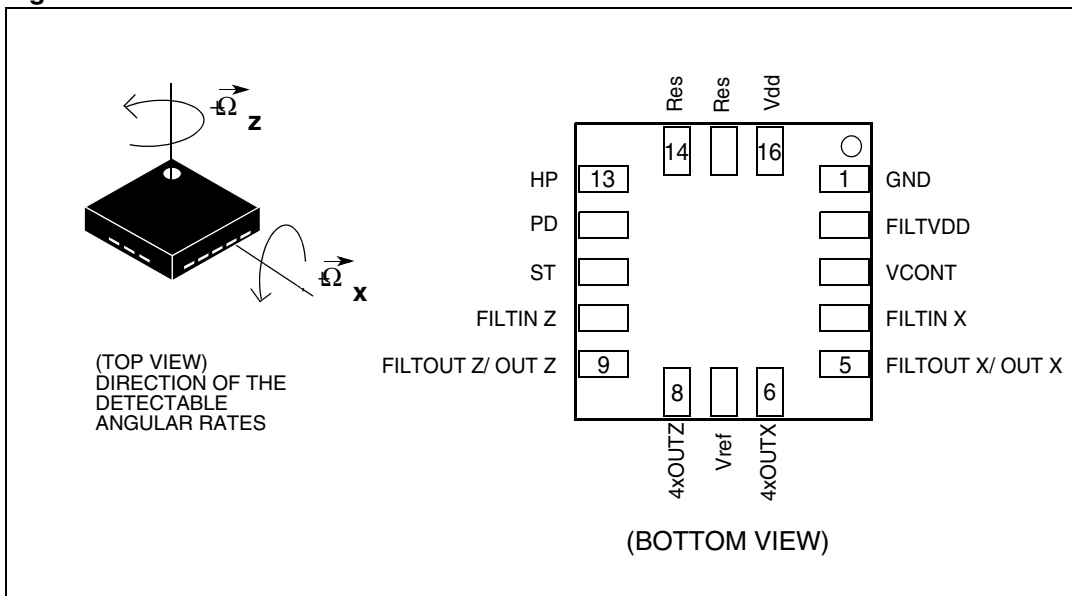 +Ω z
+Ω x
(TOP VIEW)
DIRECTION OF THE
DETECTABLE
ANGULAR RATES
Res
Res
Vdd
14
16
HP
13
1
GND
PD
FILTVDD
ST
VCONT
FILTIN Z
FILTIN X
FILTOUT Z/ OUT Z
9
5
FILTOUT X/ OUT X
8
6
4xOUTZ
Vref
4xOUTX
(BOTTOM VIEW)